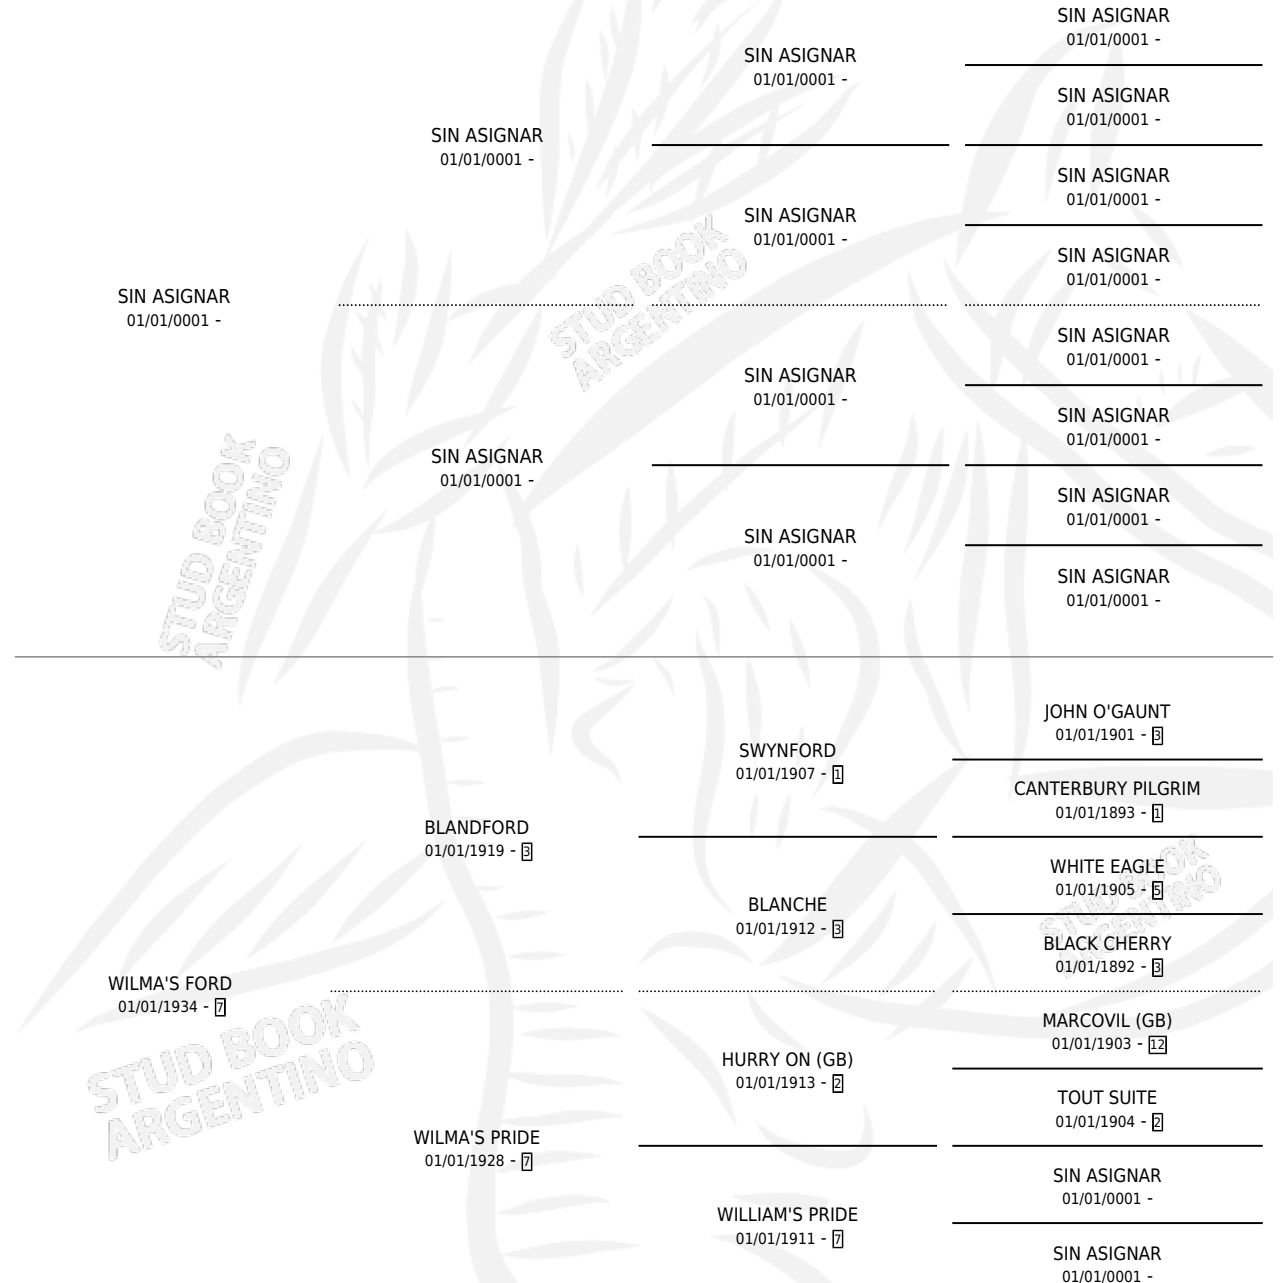 SIN ASIGNAR
01/01/0001 -
SIN ASIGNAR
01/01/0001 -
SIN ASIGNAR
01/01/0001 -
SIN ASIGNAR
01/01/0001 -
SIN ASIGNAR
01/01/0001 -
SIN ASIGNAR
01/01/0001 -
SIN ASIGNAR
01/01/0001 -
SIN ASIGNAR
01/01/0001 -
SIN ASIGNAR
01/01/0001 -
SIN ASIGNAR
01/01/0001 -
SIN ASIGNAR
01/01/0001 -
SIN ASIGNAR
01/01/0001 -
SIN ASIGNAR
01/01/0001 -
SIN ASIGNAR
01/01/0001 -
SIN ASIGNAR
01/01/0001 -
STUD BOOK
ARGENTINO
STUD BOOK
ARGENTINO
JOHN O'GAUNT
01/01/1901 - 3
SWYNFORD
01/01/1907 - 1
CANTERBURY PILGRIM
01/01/1893 - 1
BLANDFORD
01/01/1919 - 3
WHITE EAGLE
01/01/1905 - 5
BLANCHE
01/01/1912 - 3
BLACK CHERRY
01/01/1892 - 3
WILMA'S FORD
01/01/1934 - 7
MARCOVIL (GB)
01/01/1903 - 12
HURRY ON (GB)
01/01/1913 - 2
TOUT SUITE
01/01/1904 - 2
WILMA'S PRIDE
01/01/1928 - 7
SIN ASIGNAR
01/01/0001 -
WILLIAM'S PRIDE
01/01/1911 - 7
SIN ASIGNAR
01/01/0001 -
STUD BOOK
ARGENTINO
STUD BOOK
ARGENTINO